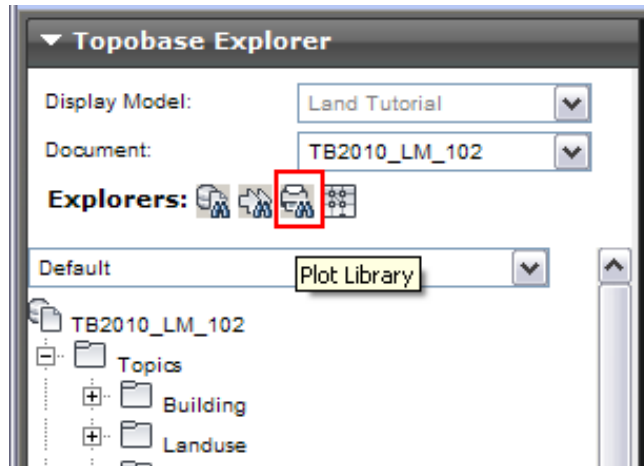 Topobase Explorer
Display Model: Land Tutorial
Document: TB2010_LM_102
Explorers:
Default
Plot Library
TB2010_LM_102
Topics
Building
Landuse